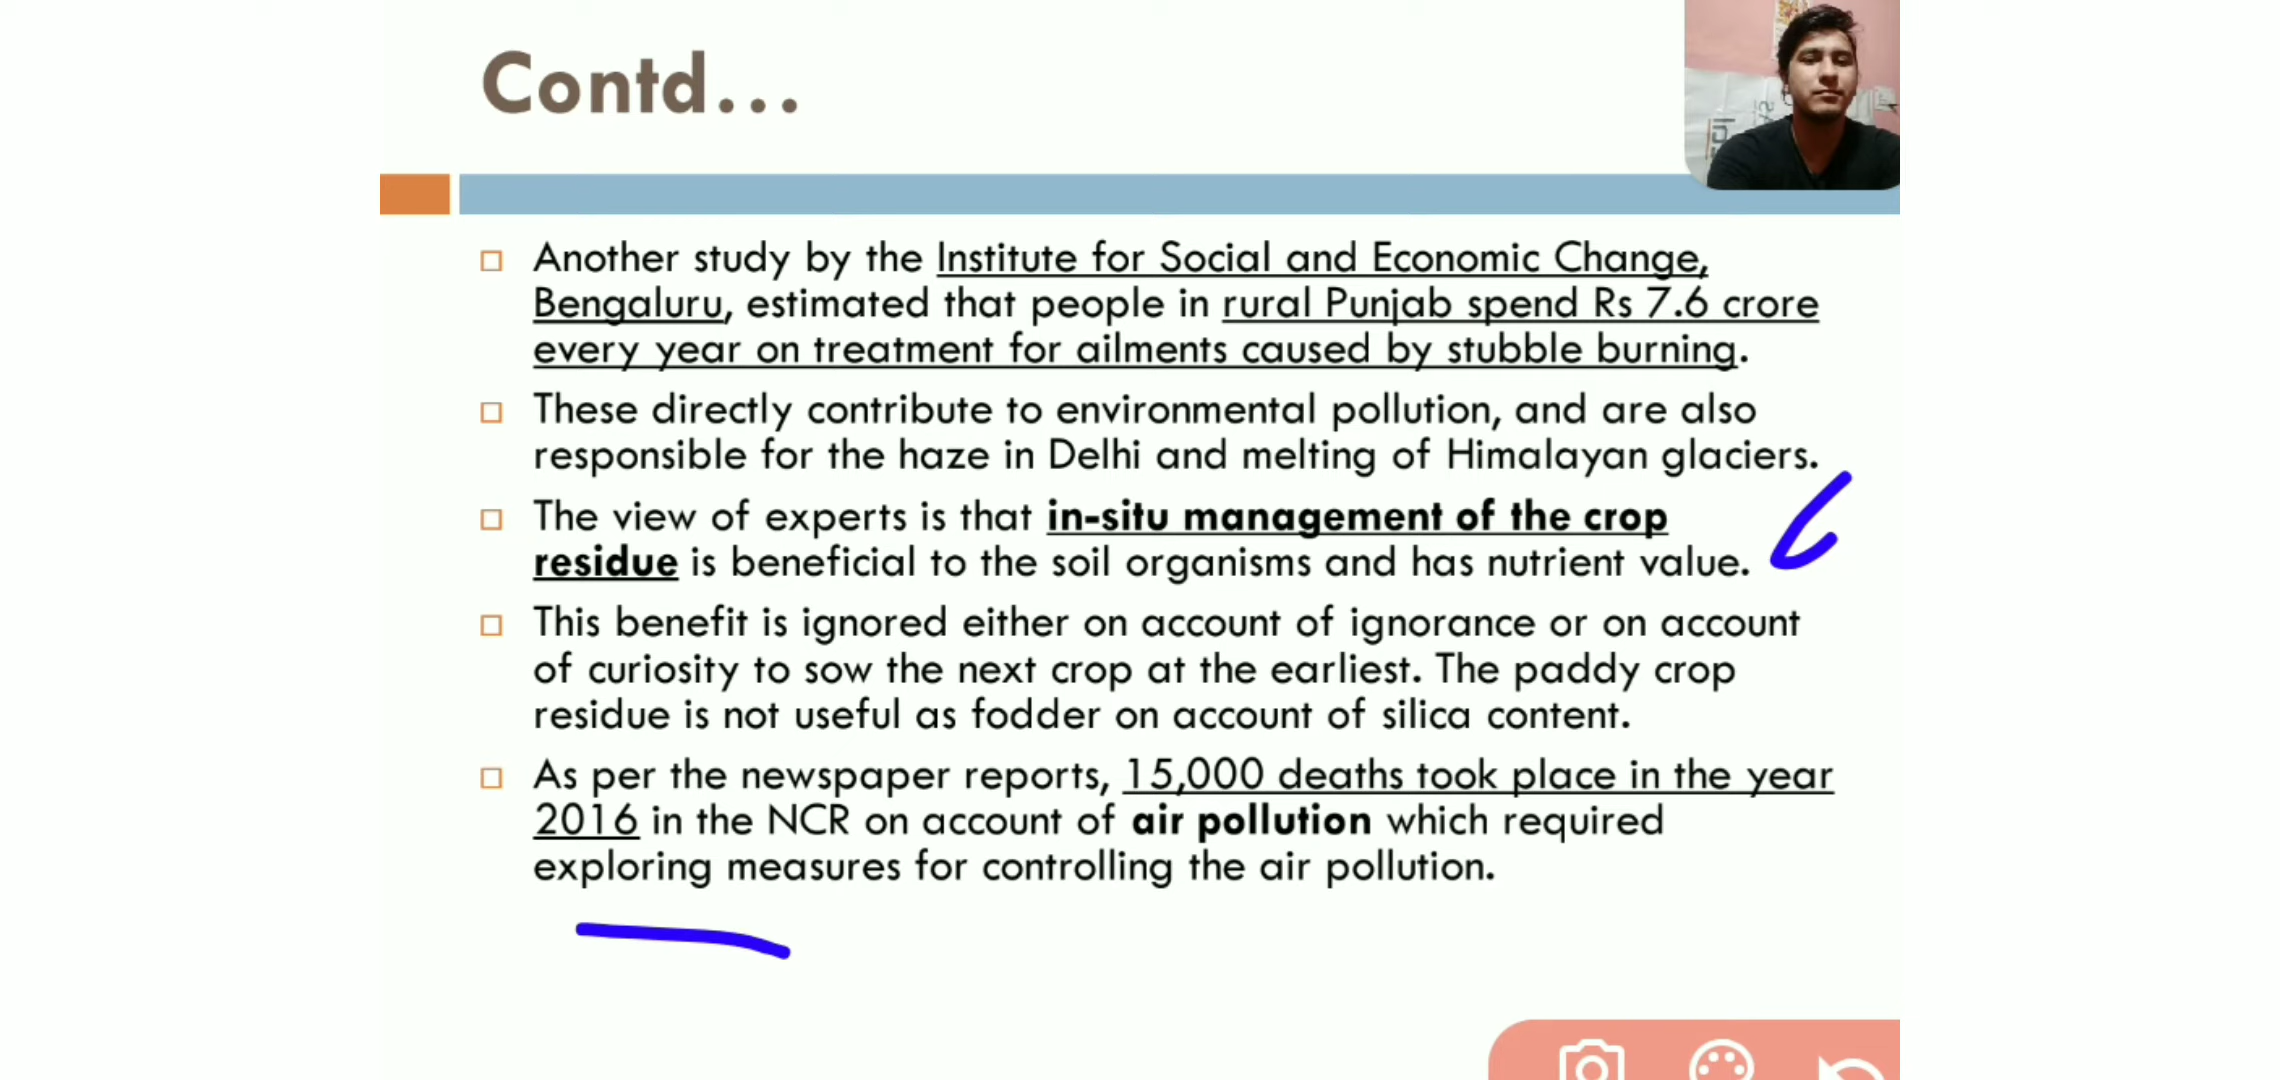 Contd...
Another study by the Institute for Social and Economic Change,
Bengaluru, estimated that people in rural Punjab spend Rs 7.6 crore
every year on treatment for ailments caused by stubble burning.
These directly contribute to environmental pollution, and are also
responsible for the haze in Delhi and melting of Himalayan glaciers.
The view of experts is that in-situ management of the crop
residue is beneficial to the soil organisms and has nutrient value.
This benefit is ignored either on account of ignorance or on account
of curiosity to sow the next crop at the earliest. The paddy crop
residue is not useful as fodder on account of silica content.
As per the newspaper reports, 15,000 deaths took place in the year
2016 in the NCR on account of air pollution which required
exploring measures for controlling the air pollution.